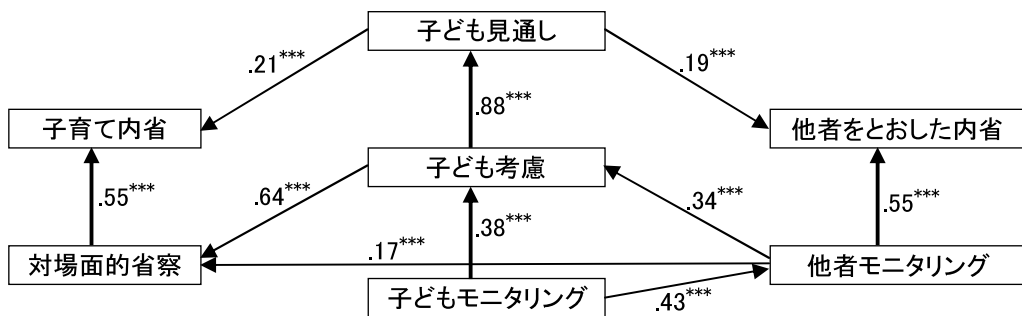 子ども見通し
.21***
.19***
子育て内省
.88***
他者をとおした内省
子ども考慮
.55***
.64***
.38***
.34***
.55***
対場面的省察
.17***
他者モニタリング
子どもモニタリング
.43***